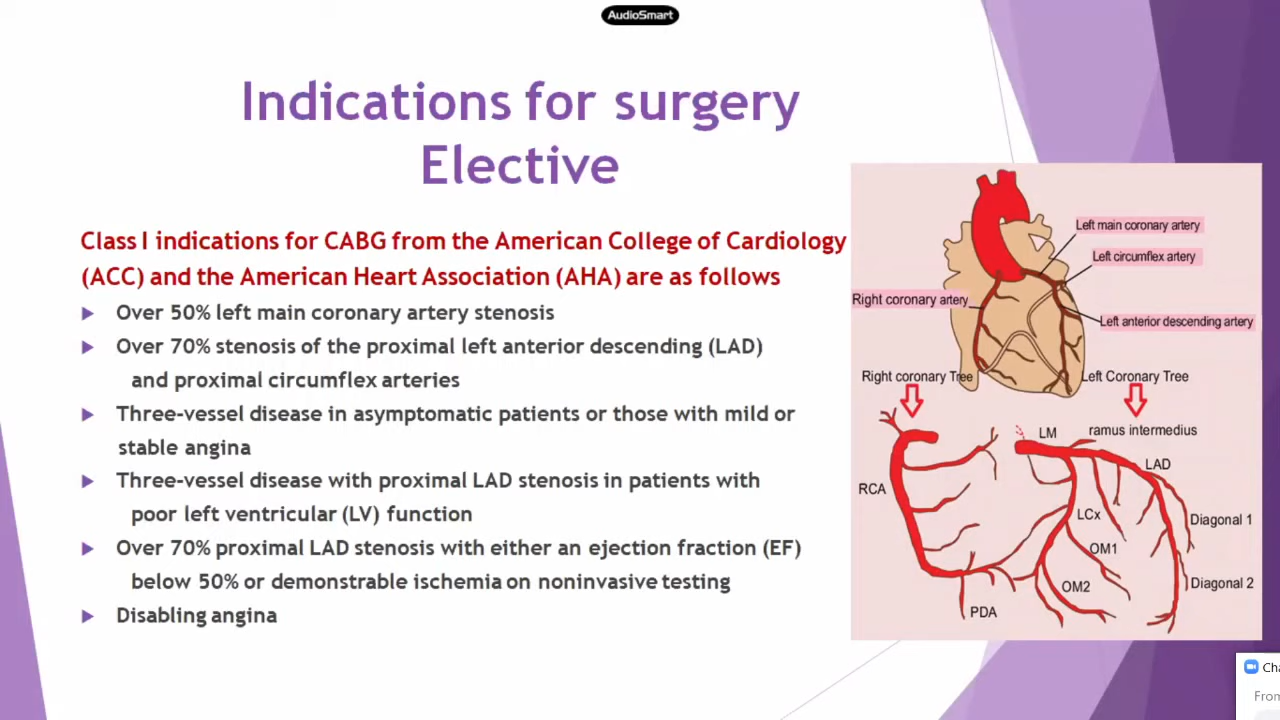 AudioSmart
Indications for surgery
Elective
Class I indications for CABG from the American College of Cardiology
(ACC) and the American Heart Association (AHA) are as follows
Over 50% left main coronary artery stenosis
Over 70% stenosis of the proximal left anterior descending (LAD)
and proximal circumflex arteries
Three-vessel disease in asymptomatic patients or those with mild or
stable angina
Three-vessel disease with proximal LAD stenosis in patients with
poor left ventricular (LV) function
Over 70% proximal LAD stenosis with either an ejection fraction (EF)
below 50% or demonstrable ischemia on noninvasive testing
Disabling angina
Left main coronary artery
Left circumflex artery
Right coronary artery
Left anterior descending artery
Right coronary Tree
Left Coronary Tree
LM
ramus intermedius
LAD
RCA
LCx
Diagonal 1
OM1
OM2
Diagonal 2
PDA
Cha
From